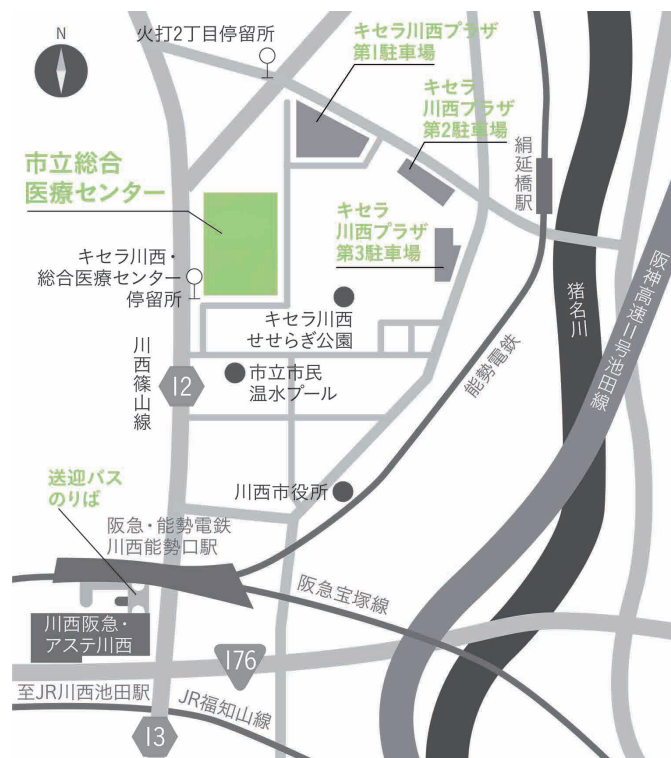 N
火打2丁目停留所
キセラ川西プラザ
第1駐車場
キセラ
川西プラザ
第2駐車場
絹延橋駅
市立総合
医療センター
キセラ
川西プラザ
第3駐車場
キセラ川西・
総合医療センター
停留所
キセラ川西
せせらぎ公園
猪名川
阪神高速11号池田線
川西篠山線
12
市立市民
温水プール
能勢電鉄
送迎バス
のりば
川西市役所
阪急・能勢電鉄
川西能勢口駅
阪急宝塚線
川西阪急・
アステ川西
176
至JR川西池田駅
JR福知山線
13